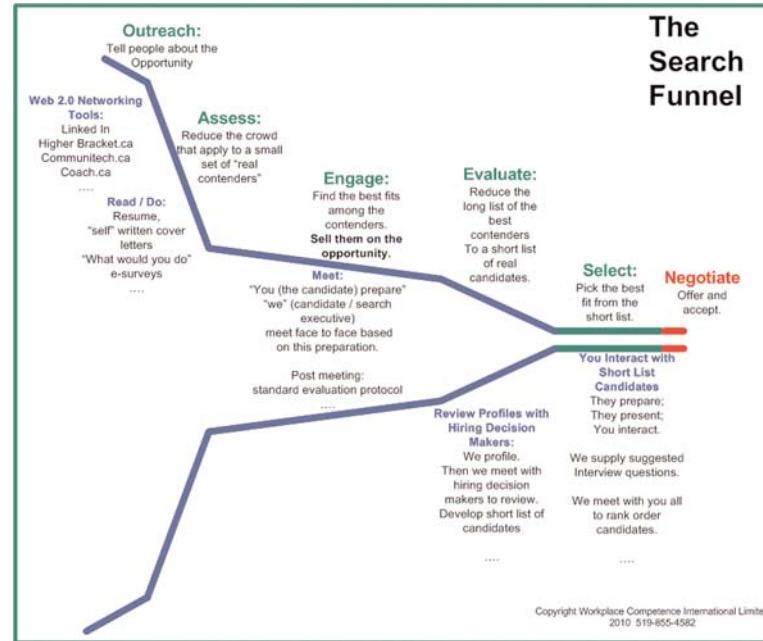 The
Search
Funnel
Outreach:
Tell people about the
Opportunity
Web 2.0 Networking
Tools:
Linked In
Higher Bracket.ca
Communitech.ca
Coach.ca
....
Read / Do:
Resume,
"self" written cover
letters
"What would you do"
e-surveys
....
Assess:
Reduce the crowd
that apply to a small
set of "real
contenders"
Engage:
Find the best fits
among the
contenders.
Sell them on the
opportunity.
Meet:
"You (the candidate) prepare"
"we" (candidate / search
executive)
meet face to face based
on this preparation.
Post meeting:
standard evaluation protocol
....
Evaluate:
Reduce the
long list of the
best
contenders
To a short list
of real
candidates.
Review Profiles with
Hiring Decision
Makers:
We profile.
Then we meet with
hiring decision
makers to review.
Develop short list of
candidates
....
Select:
Pick the best
fit from the
short list.
You Interact with
Short List
Candidates
They prepare;
They present;
You interact.
We supply suggested
Interview questions.
We meet with you all
to rank order
candidates.
....
Negotiate
Offer and
accept.
Copyright Workplace Competence International Limite
2010 519-855-4582